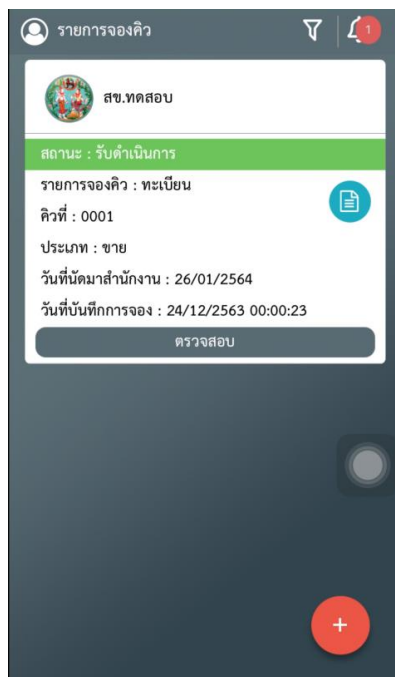 รายการจองคิว
1
สข.ทดสอบ
สถานะ : รับดำเนินการ
รายการจองคิว : ทะเบียน
คิวที่ : 0001
ประเภท : ขาย
วันที่นัดมาสำนักงาน : 26/01/2564
วันที่บันทึกการจอง : 24/12/2563 00:00:23
ตรวจสอบ
+